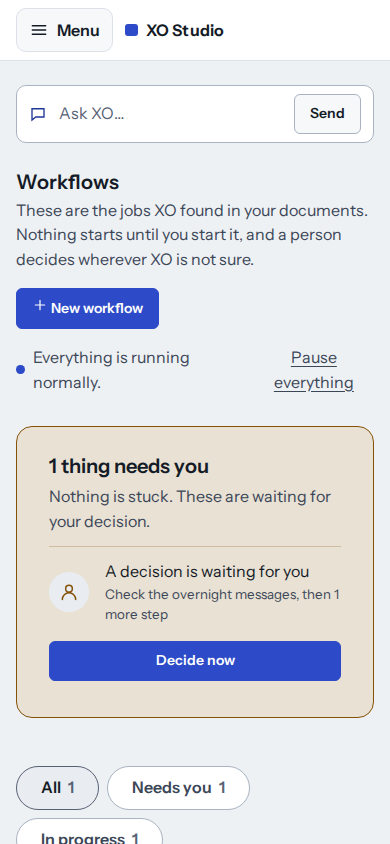 Menu
XO Studio
Ask XO...
Send
Workflows
These are the jobs XO found in your documents.
Nothing starts until you start it, and a person
decides wherever XO is not sure.
+ New workflow
Everything is running
normally.
Pause
everything
1 thing needs you
Nothing is stuck. These are waiting for
your decision.
A decision is waiting for you
Check the overnight messages, then 1
more step
Decide now
All 1
Needs you 1
In progress 1